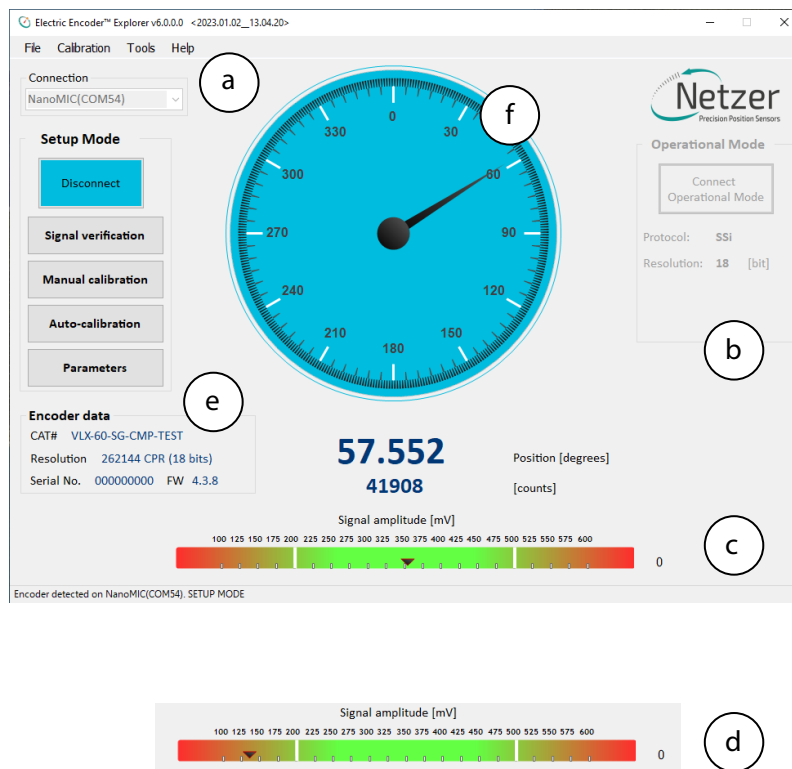 Electric Encoder™ Explorer v6.0.0.0 <2023.01.02__13.04.20>
File Calibration Tools Help
Connection
NanoMIC(COM54)
a
Setup Mode
Disconnect
Signal verification
Manual calibration
Auto-calibration
Parameters
e
Encoder data
CAT# VLX-60-SG-CMP-TEST
Resolution 262144 CPR (18 bits)
Serial No. 000000000 FW 4.3.8
f
0
30
60
90
120
150
180
210
240
270
300
330
Netzer
Precision Position Sensors
Operational Mode
Connect
Operational Mode
Protocol: SSi
Resolution: 18 [bit]
b
57.552 Position [degrees]
41908 [counts]
Signal amplitude [mV]
100 125 150 175 200 225 250 275 300 325 350 375 400 425 450 475 500 525 550 575 600
0
c
Encoder detected on NanoMIC(COM54). SETUP MODE
Signal amplitude [mV]
100 125 150 175 200 225 250 275 300 325 350 375 400 425 450 475 500 525 550 575 600
0
d